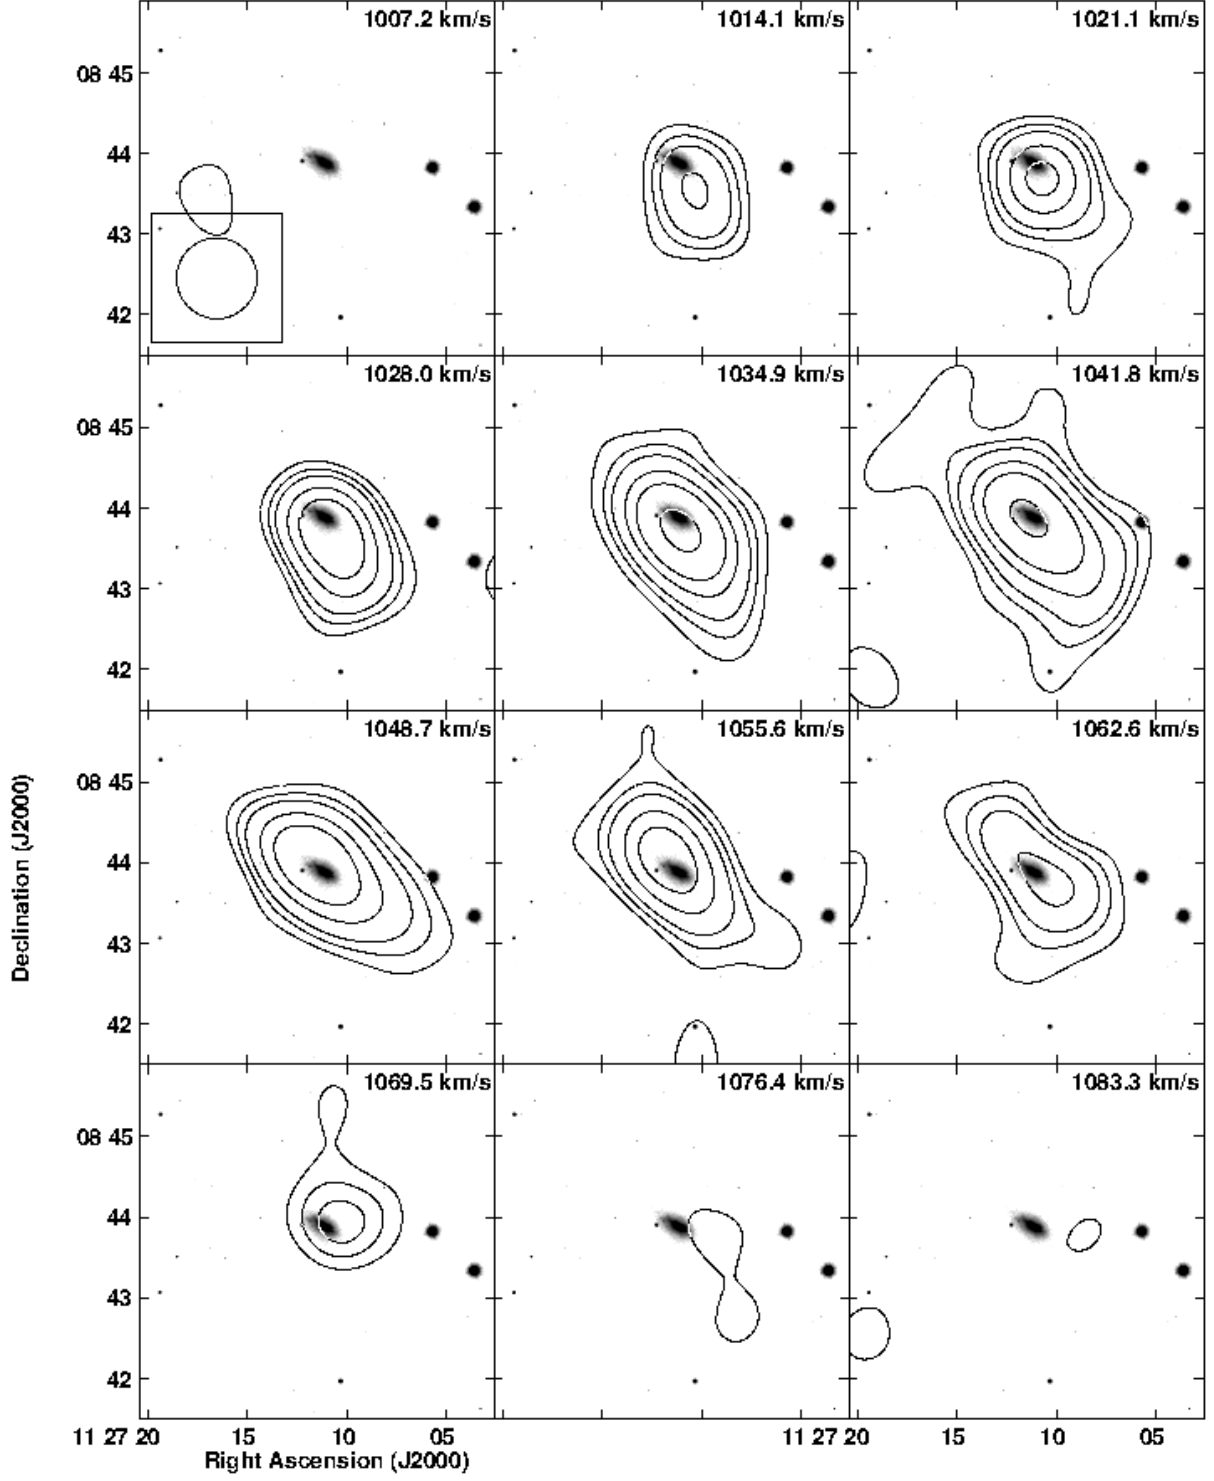 1007.2 km/s 1014.1 km/s 1021.1 km/s
08 45
44
43
42
1028.0 km/s 1034.9 km/s 1041.8 km/s
08 45
44
43
42
1048.7 km/s 1055.6 km/s 1062.6 km/s
08 45
44
43
42
Declination (J2000)
1069.5 km/s 1076.4 km/s 1083.3 km/s
08 45
44
43
42
11 27 20 15 10 05 11 27 20 15 10 05
Right Ascension (J2000)